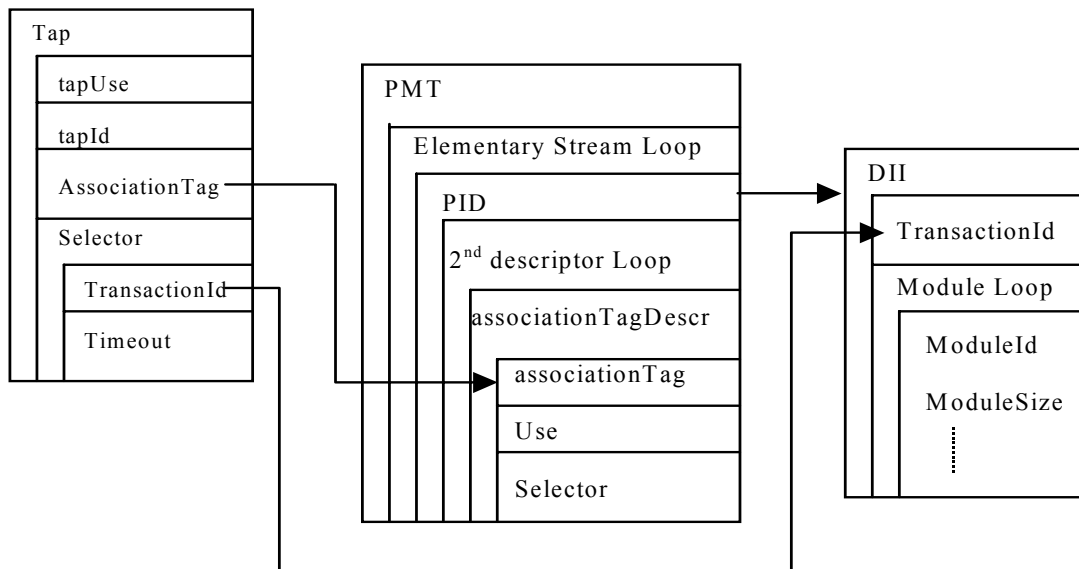 Tap
tapUse
tapId
AssociationTag
Selector
TransactionId
Timeout
PMT
Elementary Stream Loop
PID
2nd descriptor Loop
associationTagDescr
associationTag
Use
Selector
DII
TransactionId
Module Loop
ModuleId
ModuleSize